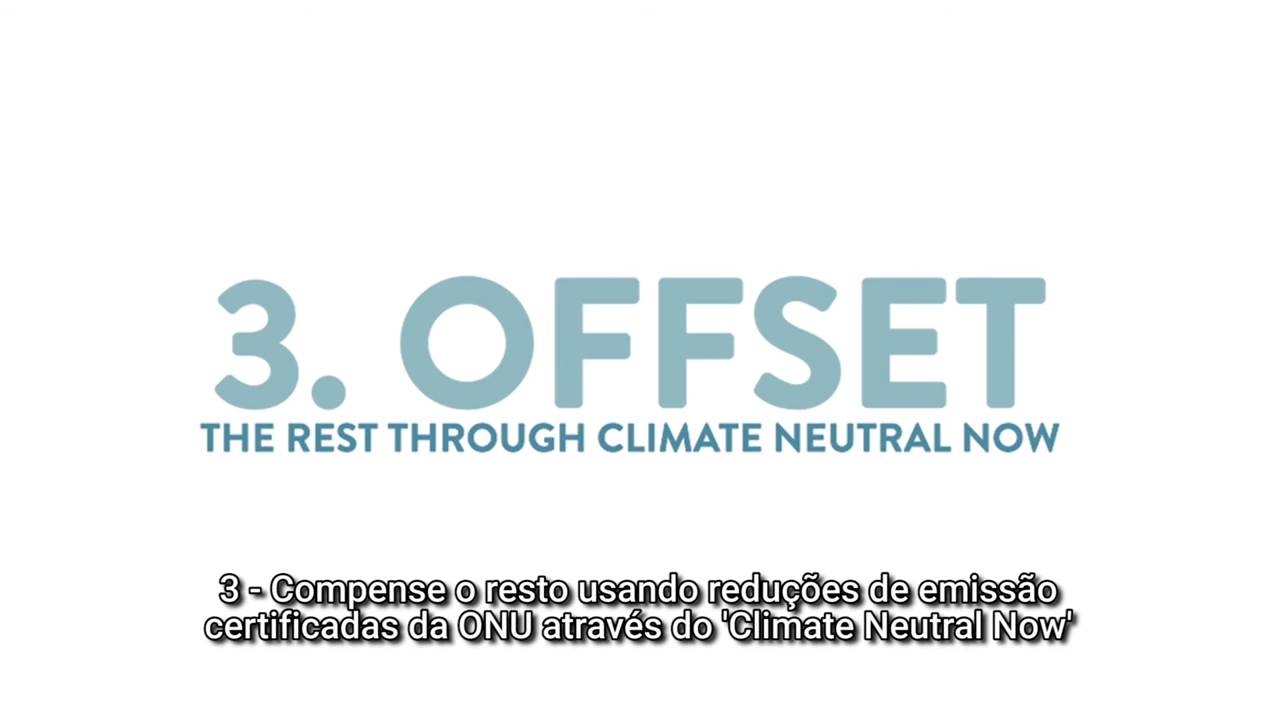 3. OFFSET
THE REST THROUGH CLIMATE NEUTRAL NOW
3 - Compense o resto usando reduções de emissão
certificadas da ONU através do 'Climate Neutral Now'